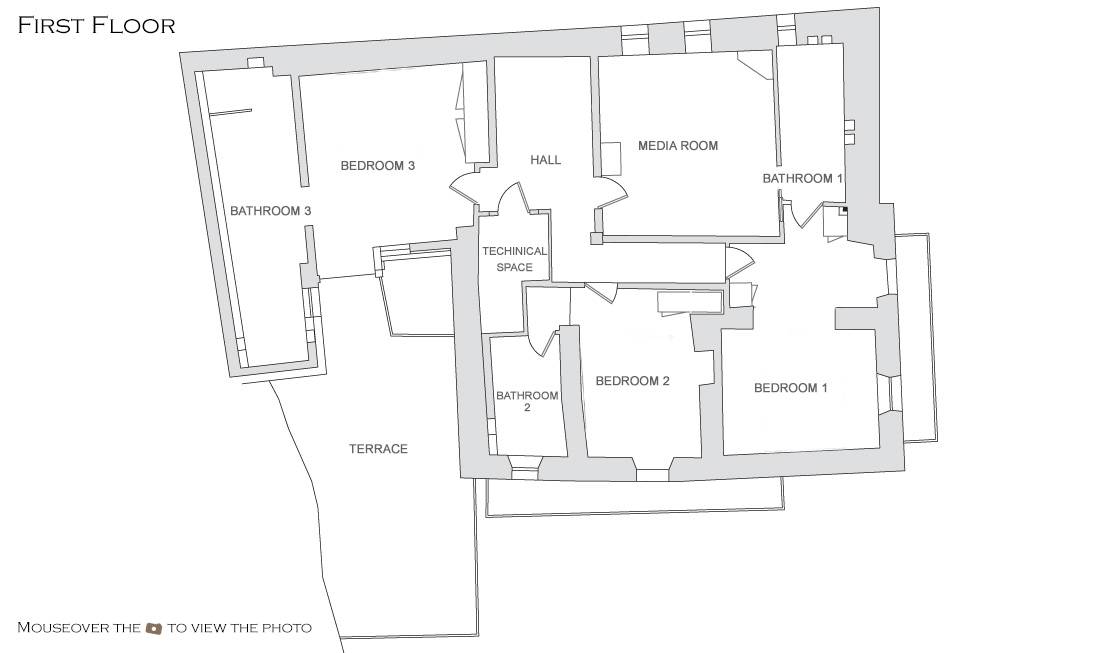 FIRST FLOOR
MEDIA ROOM
HALL
BEDROOM 3
BATHROOM 1
BATHROOM 3
TECHINICAL
SPACE
BEDROOM 2
BEDROOM 1
BATHROOM
2
TERRACE
MOUSEOVER THE TO VIEW THE PHOTO